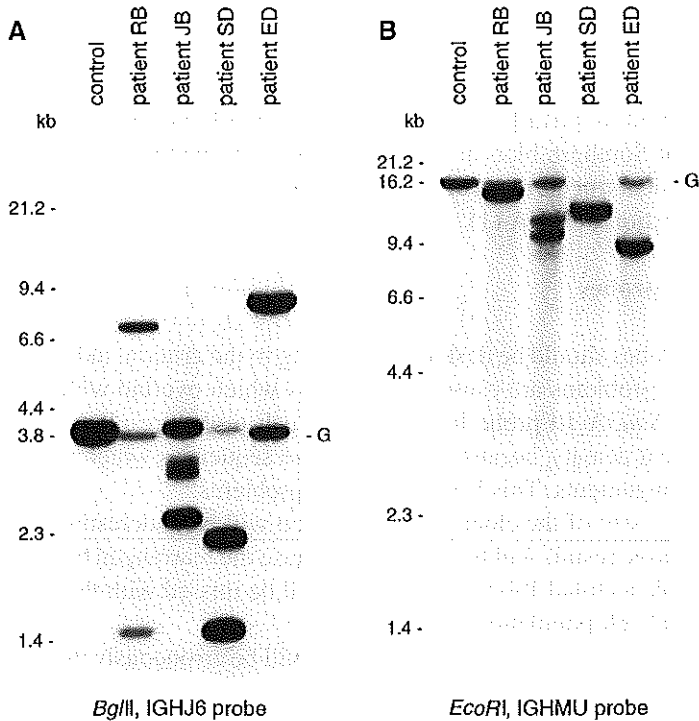 A
control
patient RB
patient JB
patient SD
patient ED
kb
21.2 -
9.4 -
6.6 -
4.4 -
3.8 -
2.3 -
1.4 -
- G
BglII, IGHJ6 probe
B
control
patient RB
patient JB
patient SD
patient ED
kb
21.2 -
16.2 -
9.4 -
6.6 -
4.4 -
2.3 -
1.4 -
- G
EcoRI, IGHMU probe